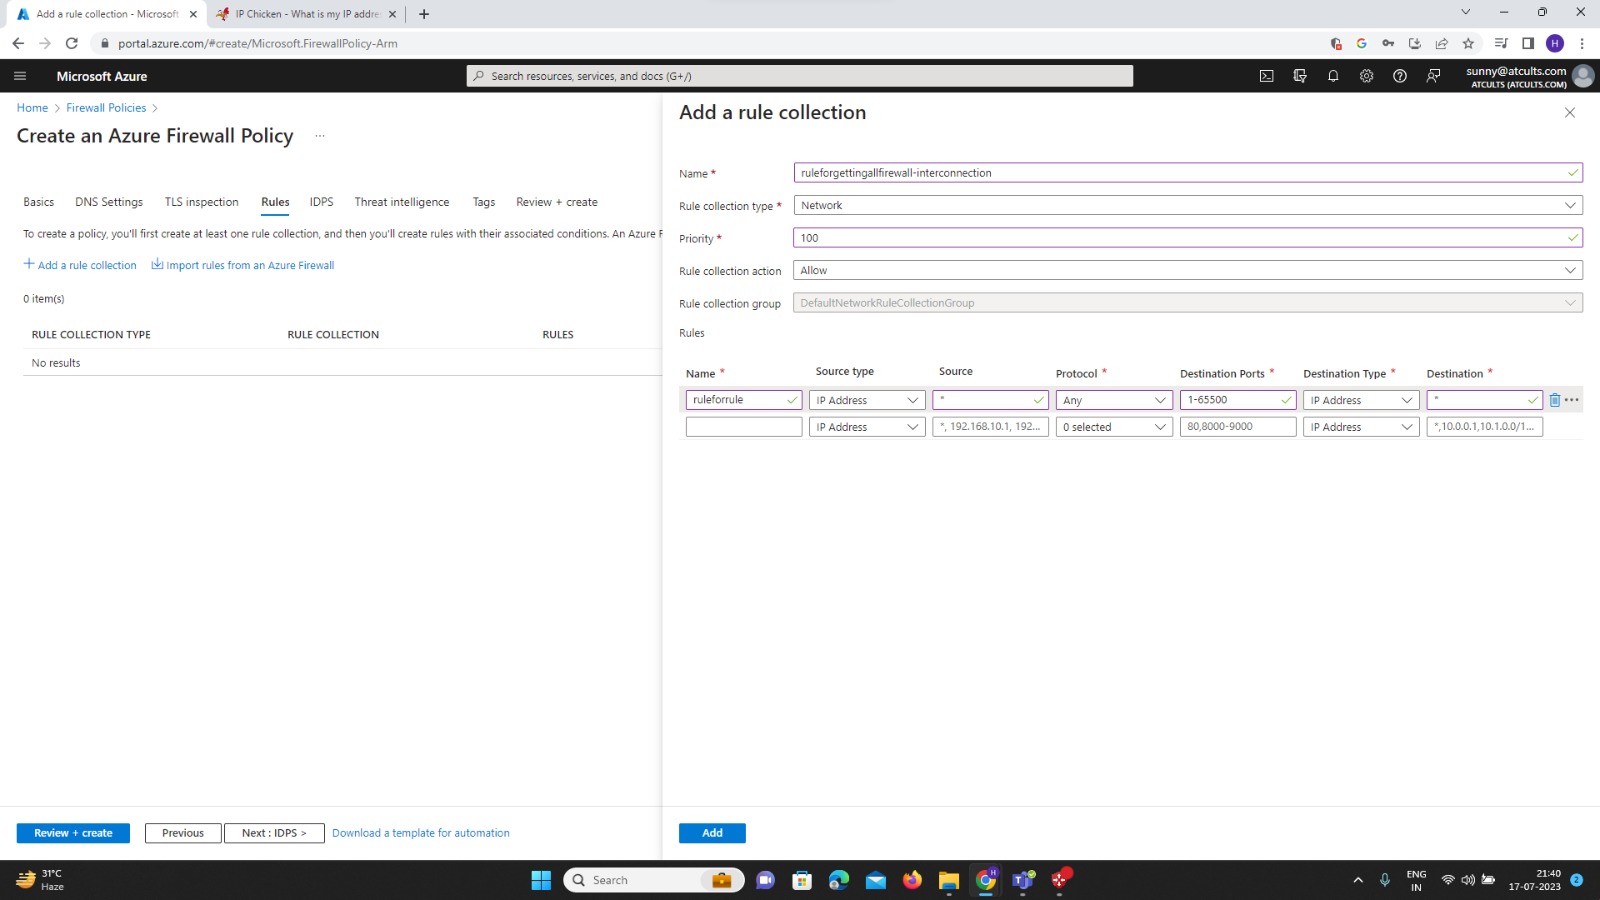 Add a rule collection - Microsoft
IP Chicken - What is my IP addre
portal.azure.com/#create/Microsoft.FirewallPolicy-Arm
H
Microsoft Azure
Search resources, services, and docs (G+/)
sunny@atcults.com
ATCULTS (ATCULTS.COM)
Home > Firewall Policies >
Create an Azure Firewall Policy ...
Basics DNS Settings TLS inspection Rules IDPS Threat intelligence Tags Review + create
To create a policy, you'll first create at least one rule collection, and then you'll create rules with their associated conditions. An Azure F
+ Add a rule collection Import rules from an Azure Firewall
0 item(s)
RULE COLLECTION TYPE RULE COLLECTION RULES
No results
Review + create Previous Next : IDPS > Download a template for automation
Add a rule collection
Name * ruleforgettingallfirewall-interconnection
Rule collection type * Network
Priority * 100
Rule collection action Allow
Rule collection group DefaultNetworkRuleCollectionGroup
Rules
Name * Source type Source Protocol * Destination Ports * Destination Type * Destination *
ruleforrule IP Address * Any 1-65500 IP Address * ...
IP Address *, 192.168.10.1, 192... 0 selected 80,8000-9000 IP Address *,10.0.0.1,10.1.0.0/1...
Add
31°C
Haze
Search
H
ENG
IN
21:40
17-07-2023
2